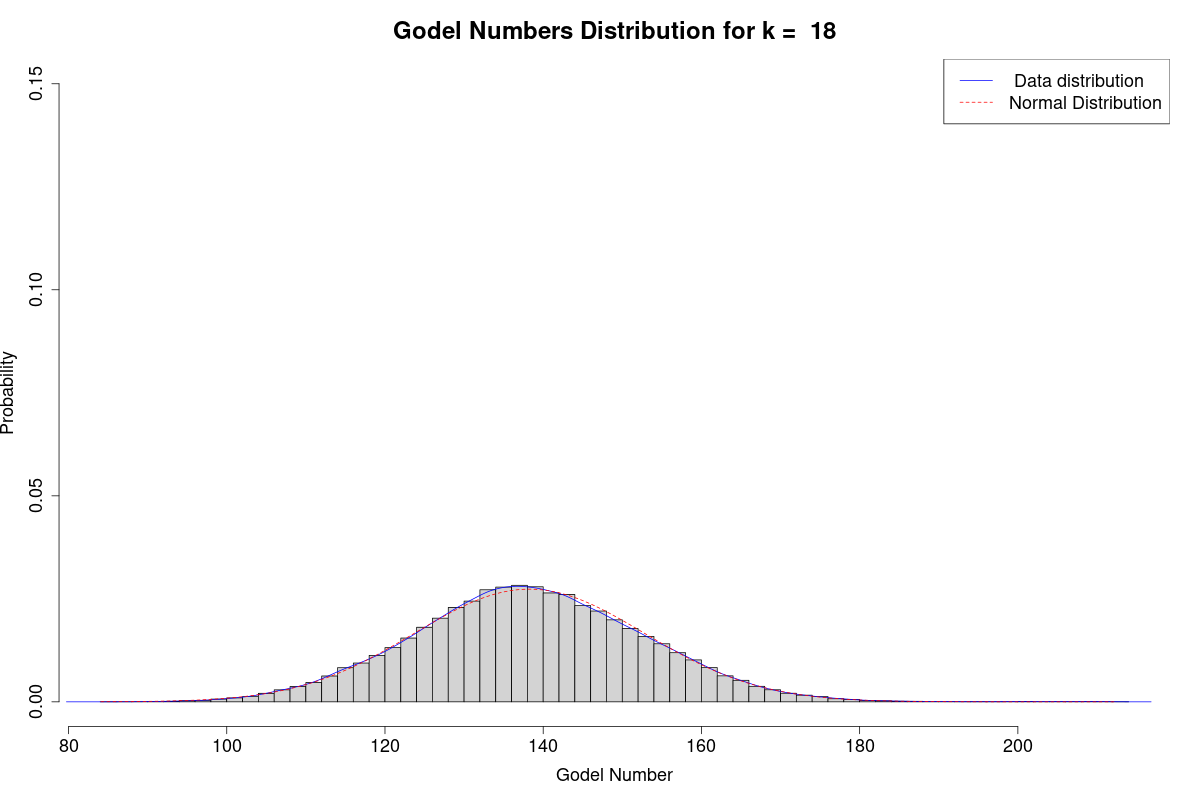 Godel Numbers Distribution for k =  18
Data distribution
Normal Distribution
0.15
0.10
0.05
0.00
Probability
80 100 120 140 160 180 200
Godel Number